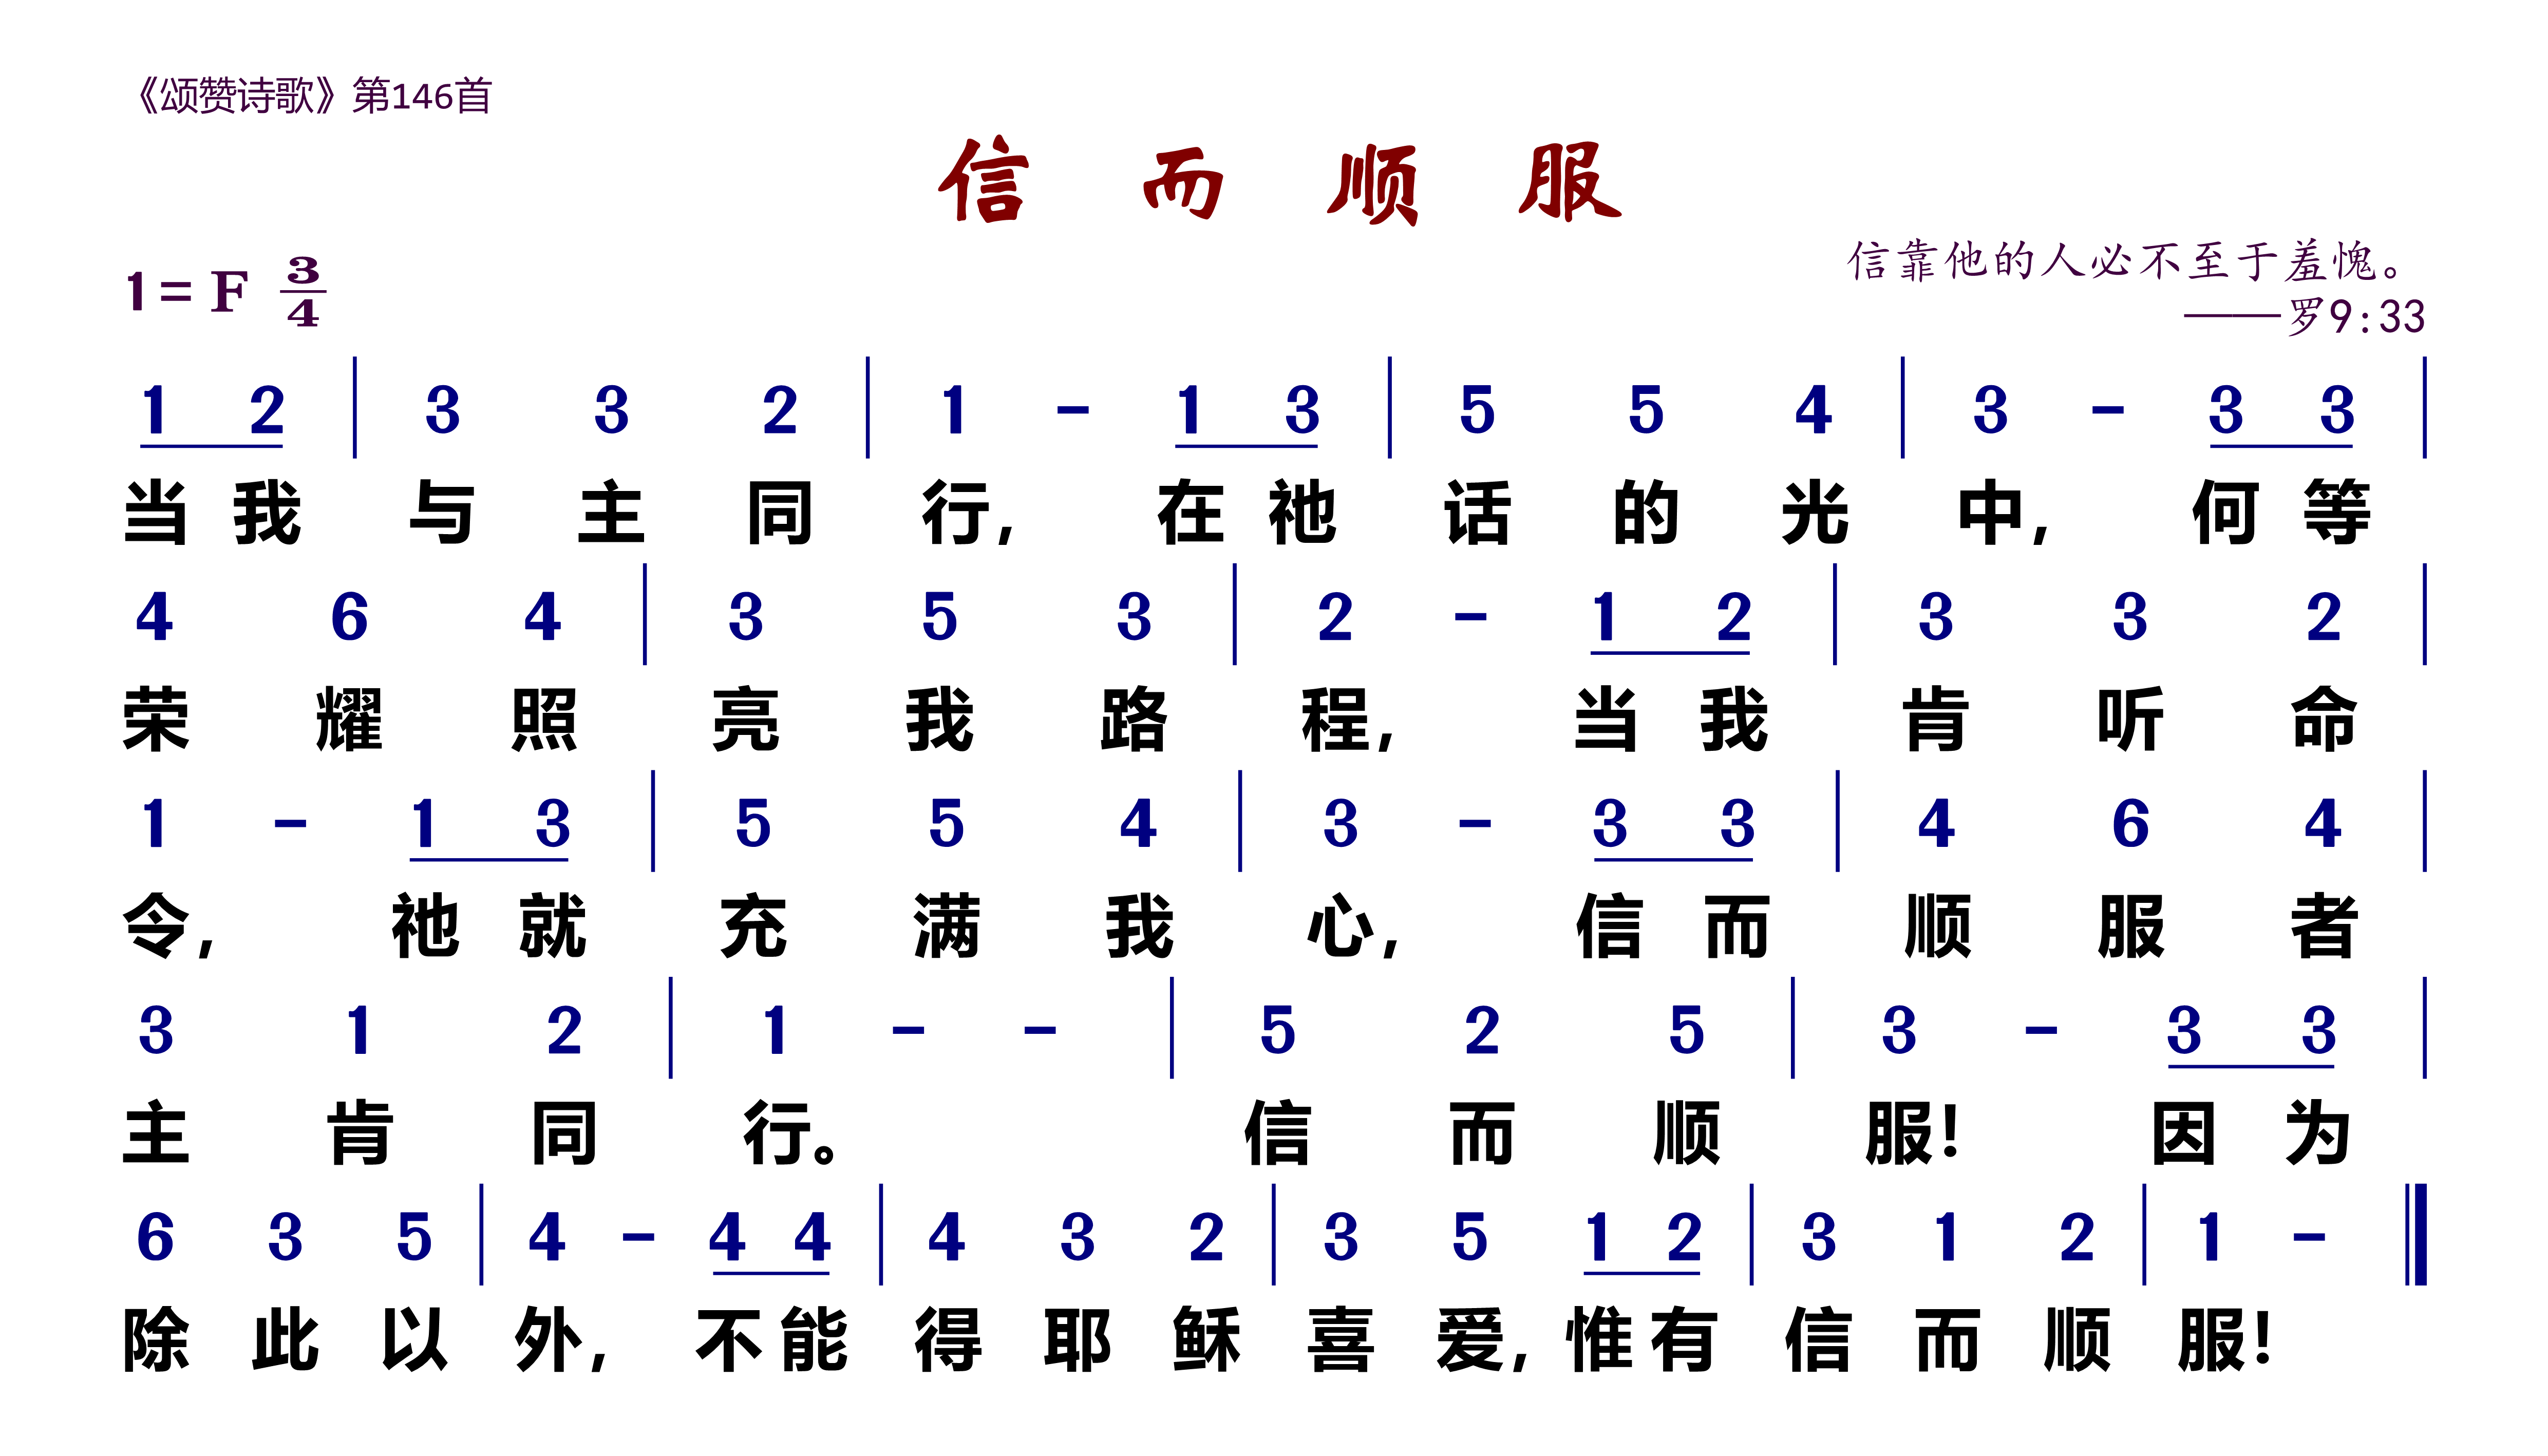 《颂赞诗歌》第146首
信 而 顺 服
1= F 3/4
信靠他的人必不至于羞愧。
——罗9:33
1 2 | 3 3 2 | 1 - 1 3 | 5 5 4 | 3 - 3 3 |
当我与主同行, 在祂话的光中, 何等
4 6 4 | 3 5 3 | 2 - 1 2 | 3 3 2 |
荣耀照亮我路程, 当我肯听命
1 - 1 3 | 5 5 4 | 3 - 3 3 | 4 6 4 |
令, 祂就充满我心, 信而顺服者
3 1 2 | 1 - - | 5 2 5 | 3 - 3 3 |
主肯同行。 信而顺服! 因为
6 3 5 | 4 - 4 4 | 4 3 2 | 3 5 1 2 | 3 1 2 | 1 - ‖
除此以外, 不能得耶稣喜爱, 惟有信而顺服!